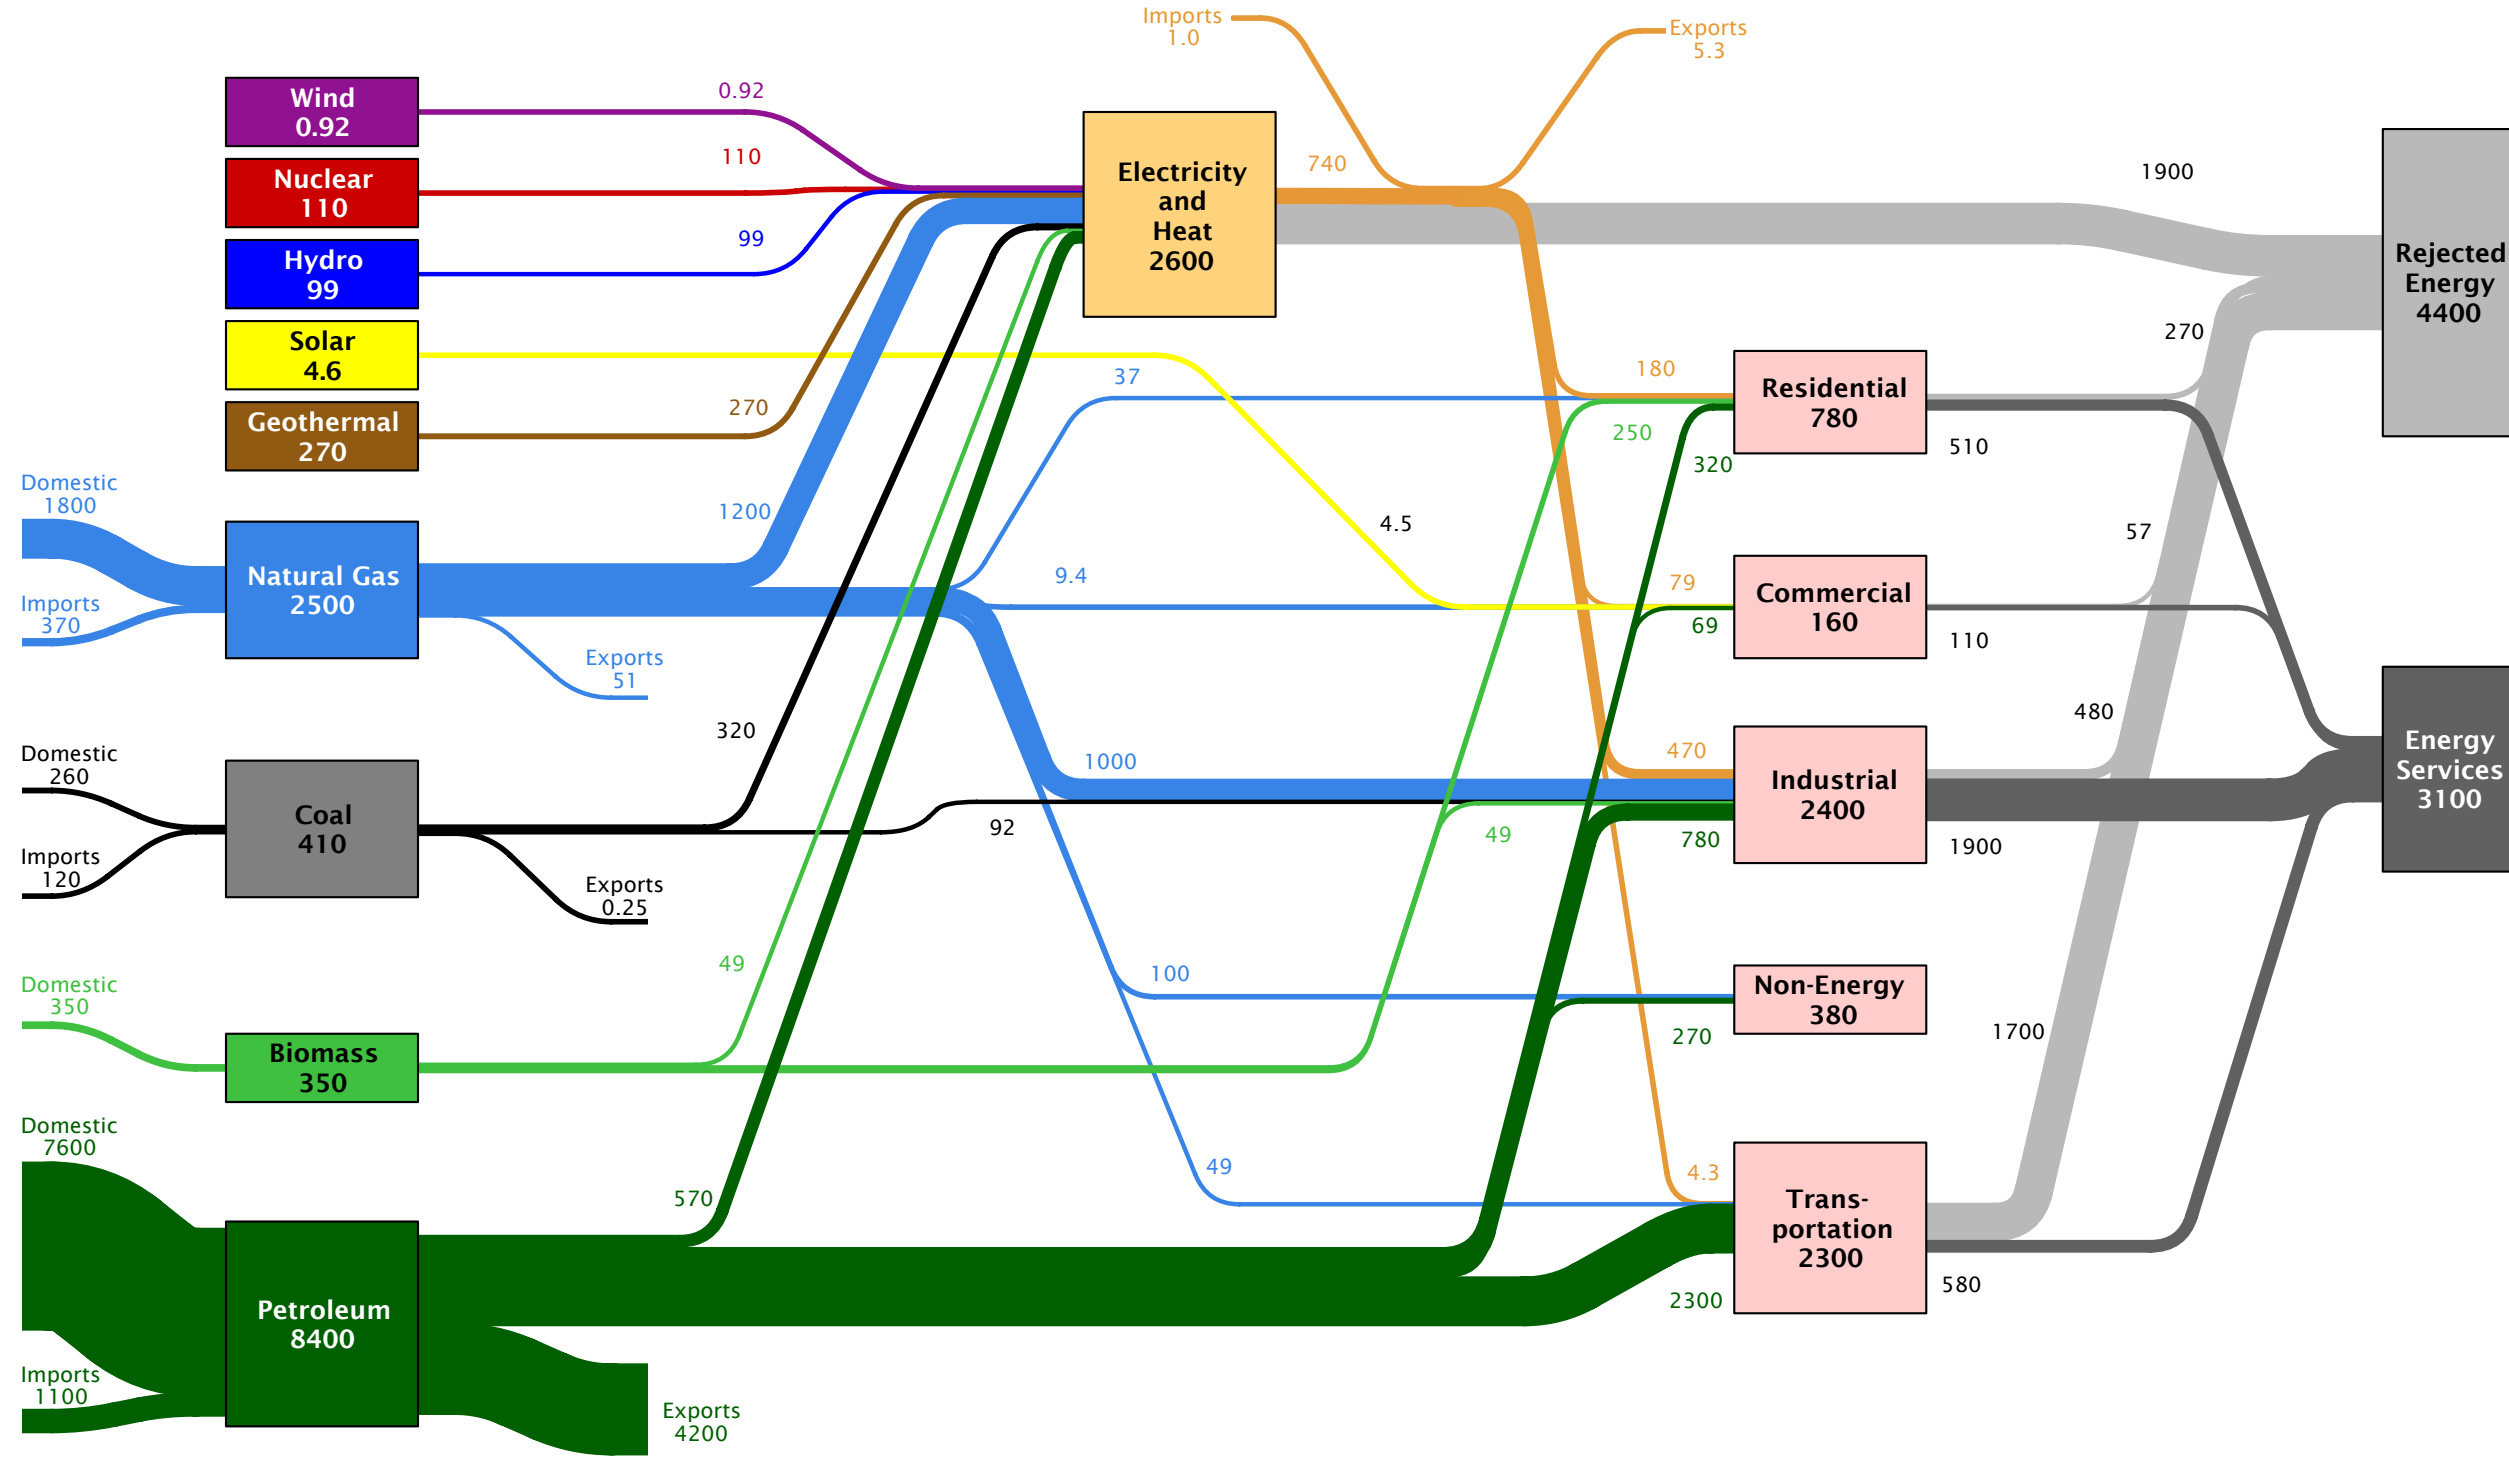 Imports
1.0
Exports
5.3
Wind
0.92
0.92
Nuclear
110
110
Hydro
99
99
Solar
4.6
Geothermal
270
270
Electricity
and
Heat
2600
740
1900
Rejected
Energy
4400
270
Domestic
1800
Imports
370
Natural Gas
2500
1200
Exports
51
37
9.4
4.5
180
250
320
Residential
780
510
57
79
69
Commercial
160
110
Domestic
260
Imports
120
Coal
410
320
Exports
0.25
1000
92
470
49
780
Industrial
2400
480
1900
Energy
Services
3100
Domestic
350
Biomass
350
49
100
Non-Energy
380
270
1700
Domestic
7600
Imports
1100
Petroleum
8400
570
Exports
4200
49
4.3
2300
Trans-
portation
2300
580